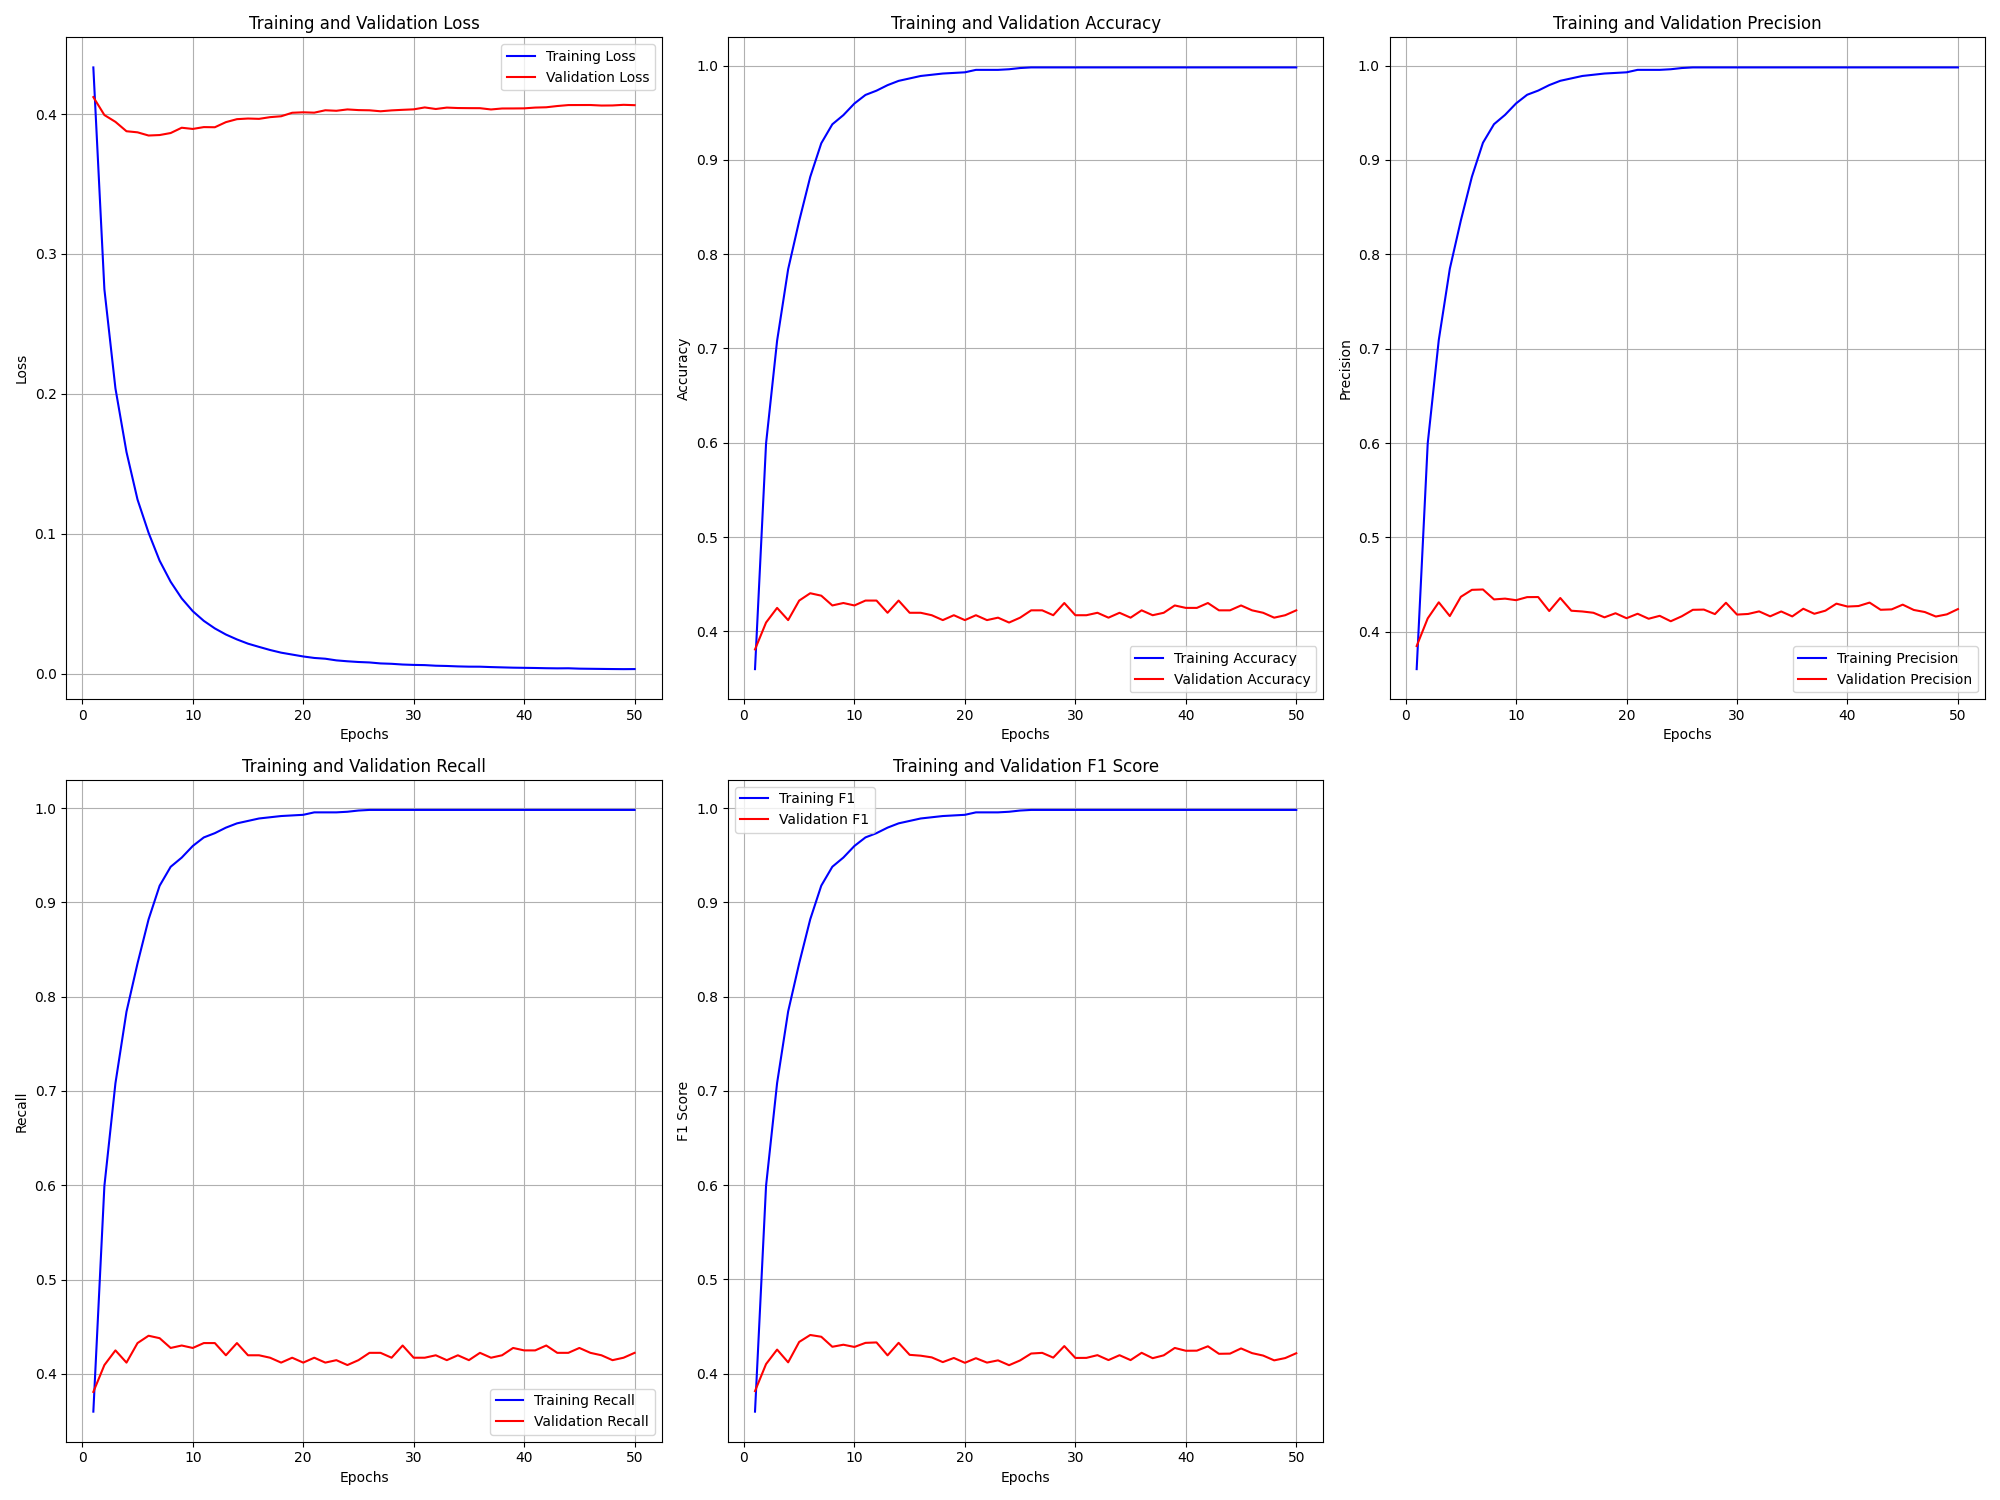 Training and Validation Loss
Training Loss
Validation Loss
0.4
0.3
0.2
0.1
0.0
Loss
0 10 20 30 40 50
Epochs
Training and Validation Accuracy
1.0
0.9
0.8
0.7
0.6
0.5
0.4
Accuracy
Training Accuracy
Validation Accuracy
0 10 20 30 40 50
Epochs
Training and Validation Precision
1.0
0.9
0.8
0.7
0.6
0.5
0.4
Precision
Training Precision
Validation Precision
0 10 20 30 40 50
Epochs
Training and Validation Recall
1.0
0.9
0.8
0.7
0.6
0.5
0.4
Recall
Training Recall
Validation Recall
0 10 20 30 40 50
Epochs
Training and Validation F1 Score
Training F1
Validation F1
1.0
0.9
0.8
0.7
0.6
0.5
0.4
F1 Score
0 10 20 30 40 50
Epochs